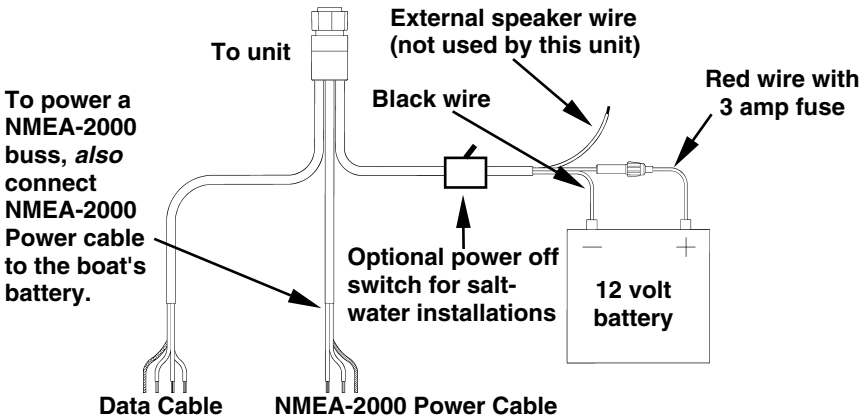 External speaker wire
(not used by this unit)
To unit
Red wire with
3 amp fuse
Black wire
To power a
NMEA-2000
buss, also
connect
NMEA-2000
Power cable
to the boat's
battery.
Optional power off
switch for salt-
water installations
12 volt
battery
Data Cable
NMEA-2000 Power Cable